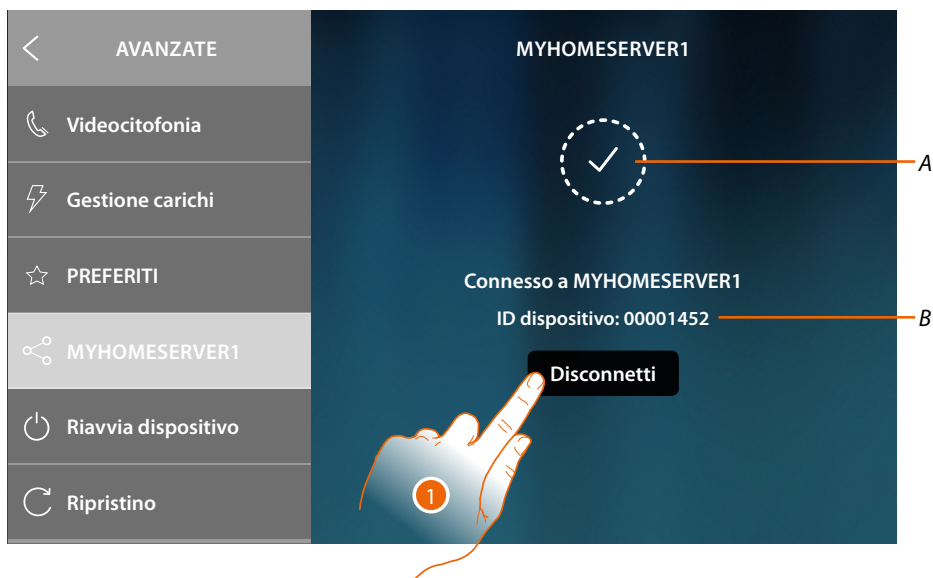 AVANZATE
Videocitofonia
Gestione carichi
PREFERITI
MYHOMESERVER1
Riavvia dispositivo
Ripristino
MYHOMESERVER1
A
Connesso a MYHOMESERVER1
ID dispositivo: 00001452
B
Disconnetti
1